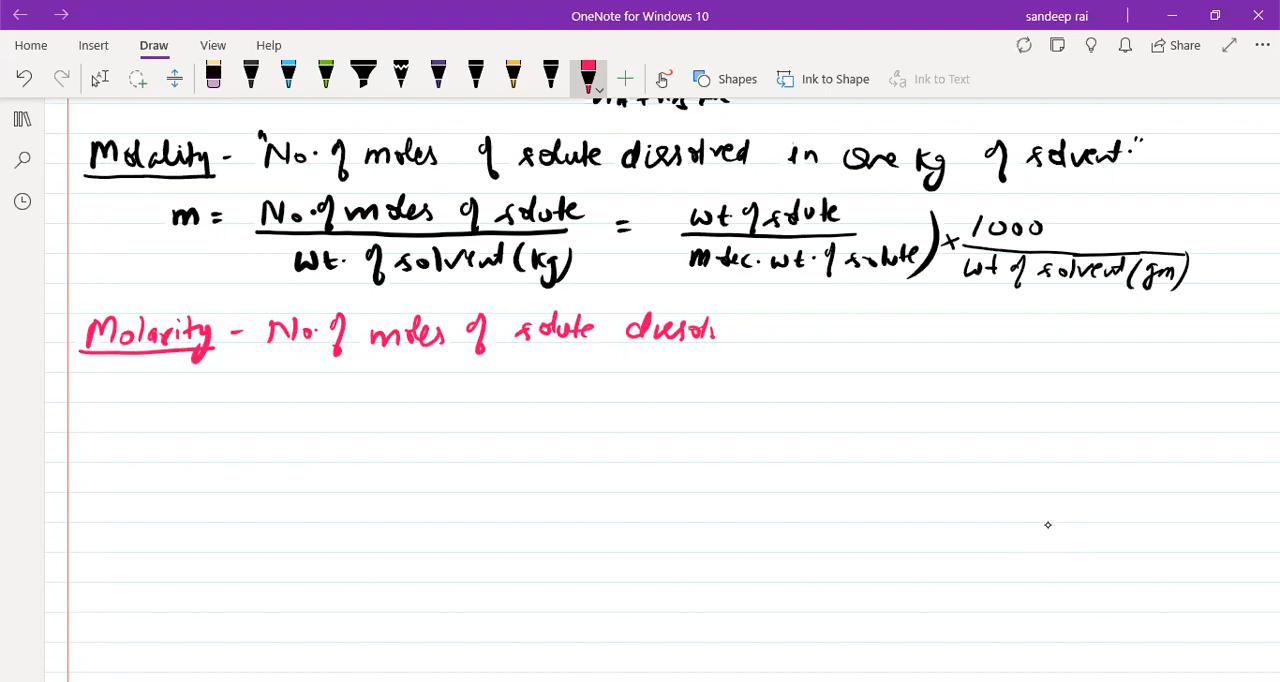 OneNote for Windows 10
sandeep rai
Home Insert Draw View Help
Share
Shapes Ink to Shape Ink to Text
Molality - "No. of moles of solute dissolved in One kg of solvent."
m = No. of moles of solute / wt. of solvent (kg) = wt of solute / molec. wt. of solute) × 1000 / wt of solvent (gm)
Molarity - No. of moles of solute